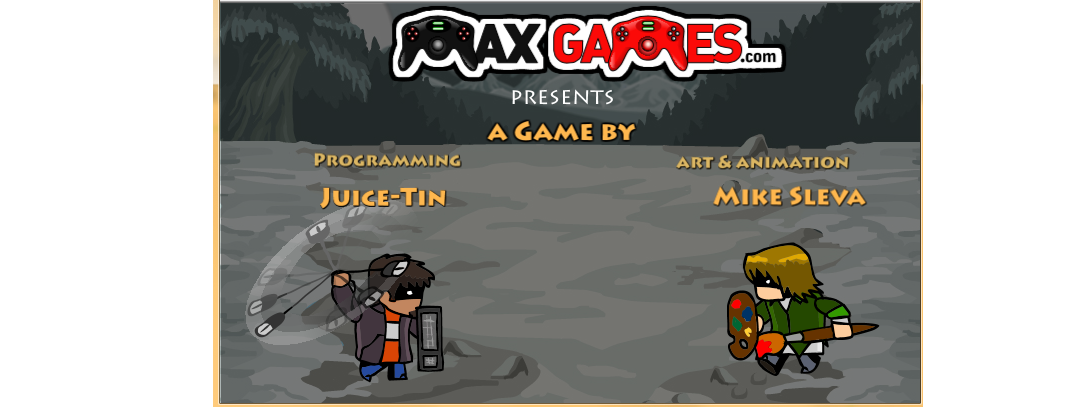 MAX GAMES.com
PRESENTS
A GAME BY
PROGRAMMING
JUICE-TIN
ART & ANIMATION
MIKE SLEVA